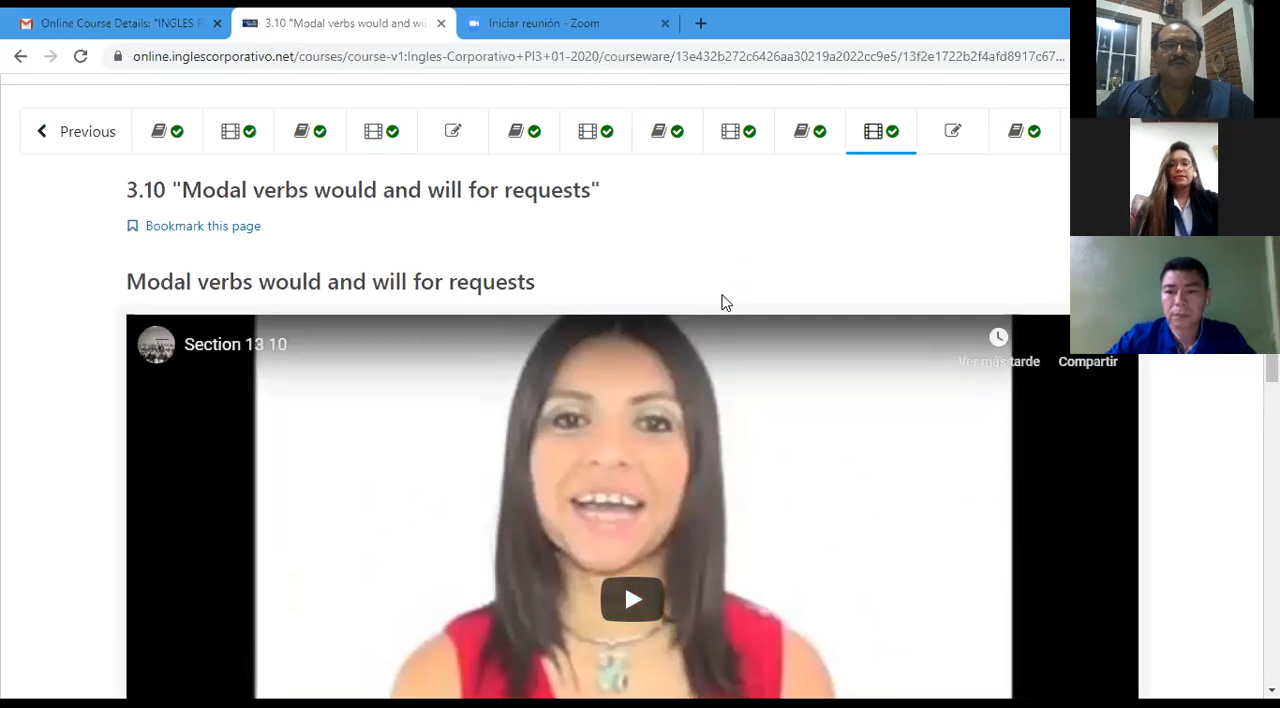 Online Course Details: "INGLES P
3.10 "Modal verbs would and wi
Iniciar reunión - Zoom
online.inglescorporativo.net/courses/course-v1:Ingles-Corporativo+PI3+01-2020/courseware/13e432b272c6426aa30219a2022cc9e5/13f2e1722b2f4afd8917c67...
Previous
3.10 "Modal verbs would and will for requests"
Bookmark this page
Modal verbs would and will for requests
Section 13 10
Ver más tarde
Compartir